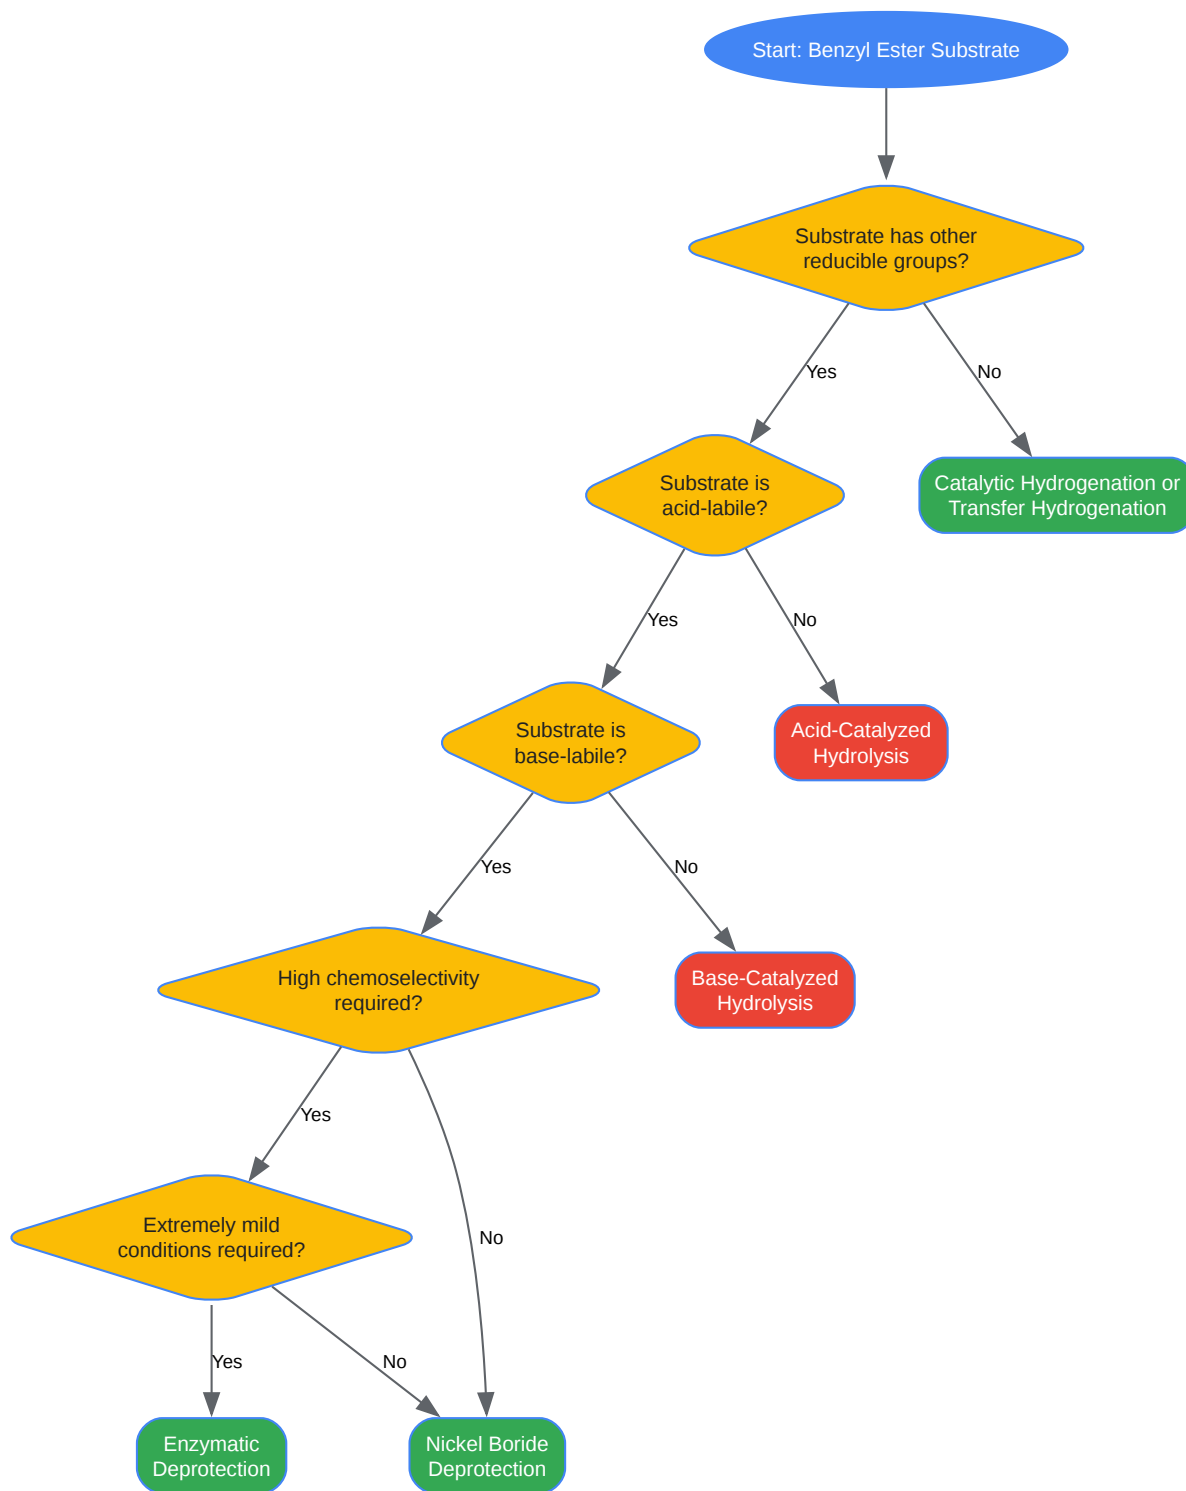 Start: Benzyl Ester Substrate
Substrate has other
reducible groups?
Yes
No
Substrate is
acid-labile?
Catalytic Hydrogenation or
Transfer Hydrogenation
Yes
No
Substrate is
base-labile?
Acid-Catalyzed
Hydrolysis
Yes
No
High chemoselectivity
required?
Base-Catalyzed
Hydrolysis
Yes
No
Extremely mild
conditions required?
Yes
No
Enzymatic
Deprotection
Nickel Boride
Deprotection